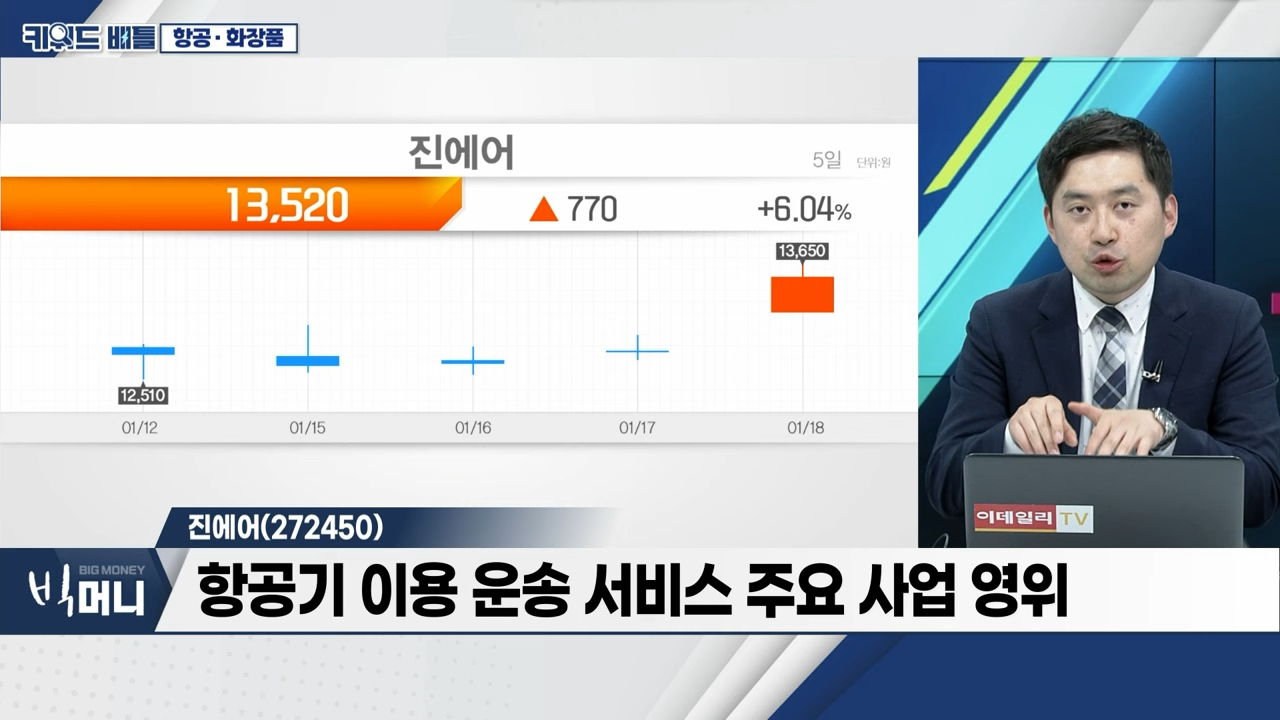 키워드 배틀 항공·화장품
진에어
5일 단위:원
13,520 ▲ 770 +6.04%
13,650
12,510
01/12 01/15 01/16 01/17 01/18
이데일리 TV
진에어(272450)
BIG MONEY
빅머니
항공기 이용 운송 서비스 주요 사업 영위